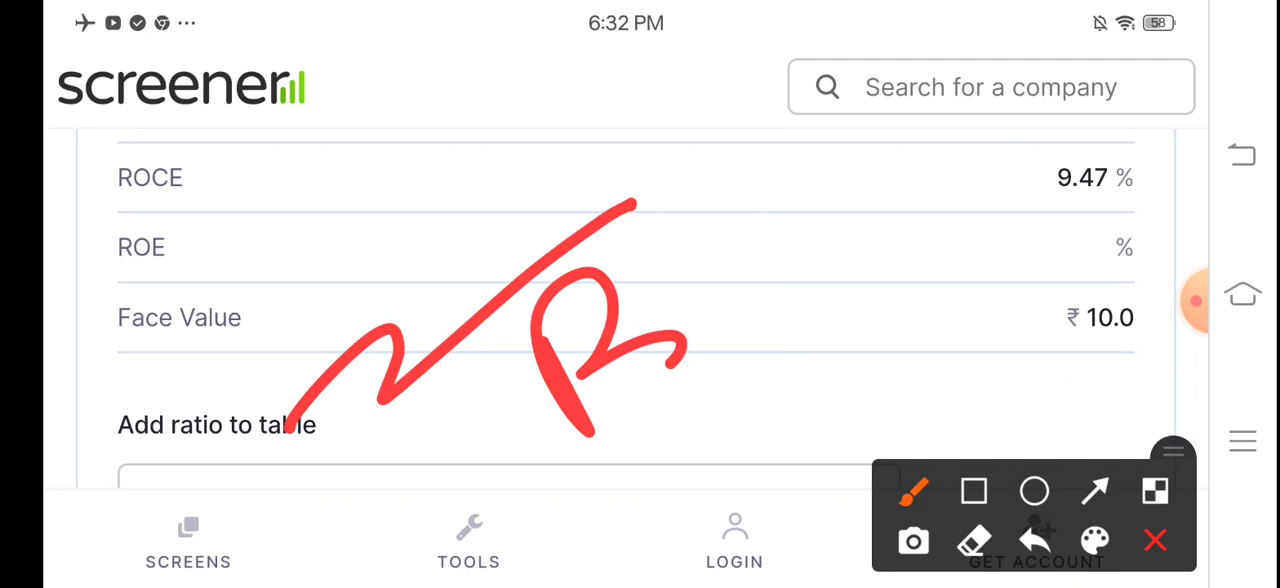 6:32 PM
58
screener
Search for a company
ROCE 9.47 %
ROE %
Face Value ₹ 10.0
Add ratio to table
SCREENS TOOLS LOGIN GET ACCOUNT